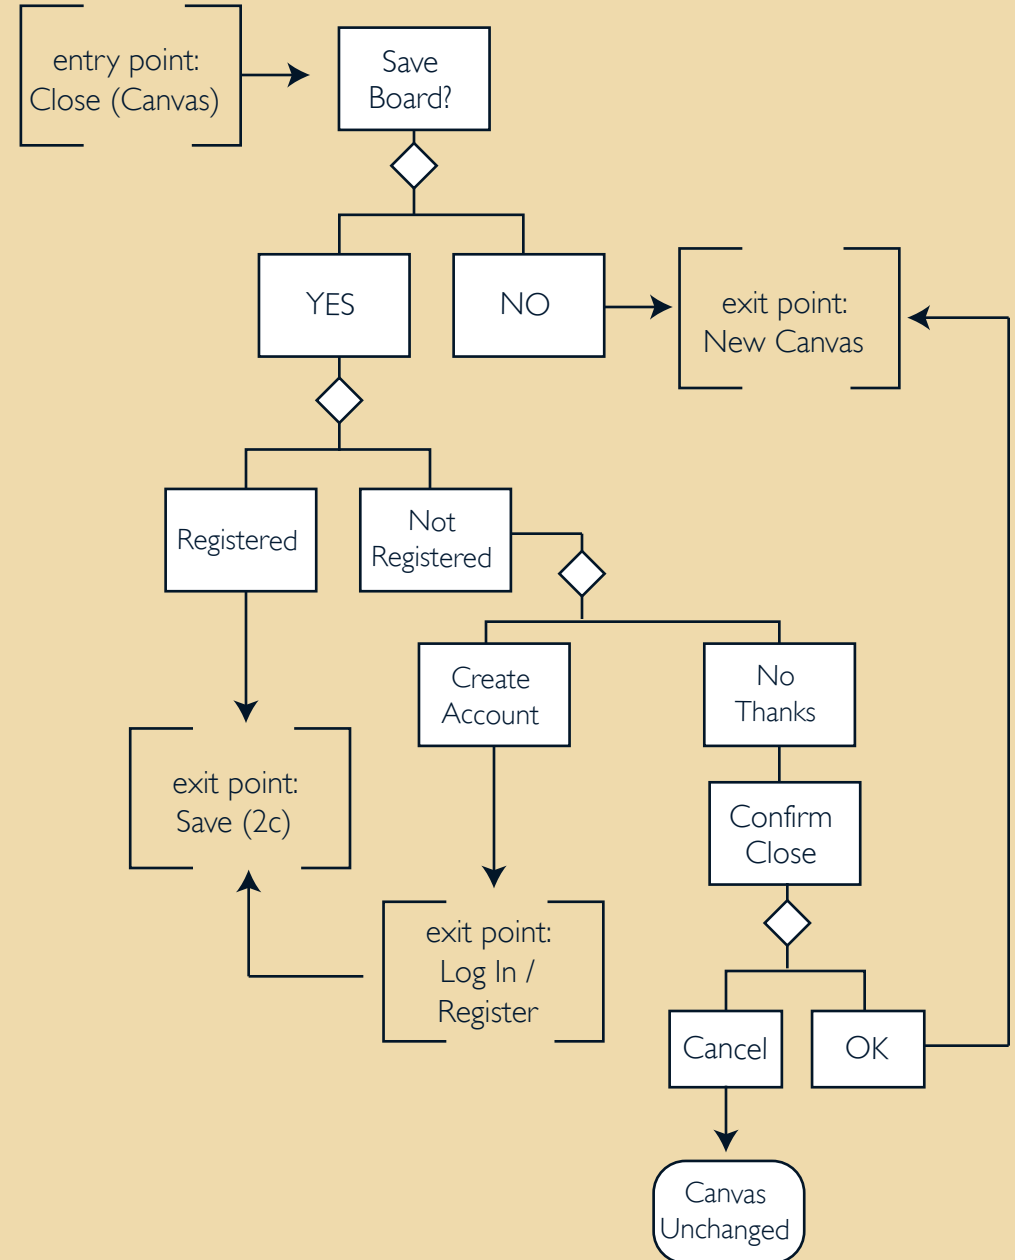 entry point:
Close (Canvas)
Save
Board?
YES
NO
exit point:
New Canvas
Registered
Not
Registered
Create
Account
No
Thanks
exit point:
Save (2c)
Confirm
Close
exit point:
Log In /
Register
Cancel
OK
Canvas
Unchanged